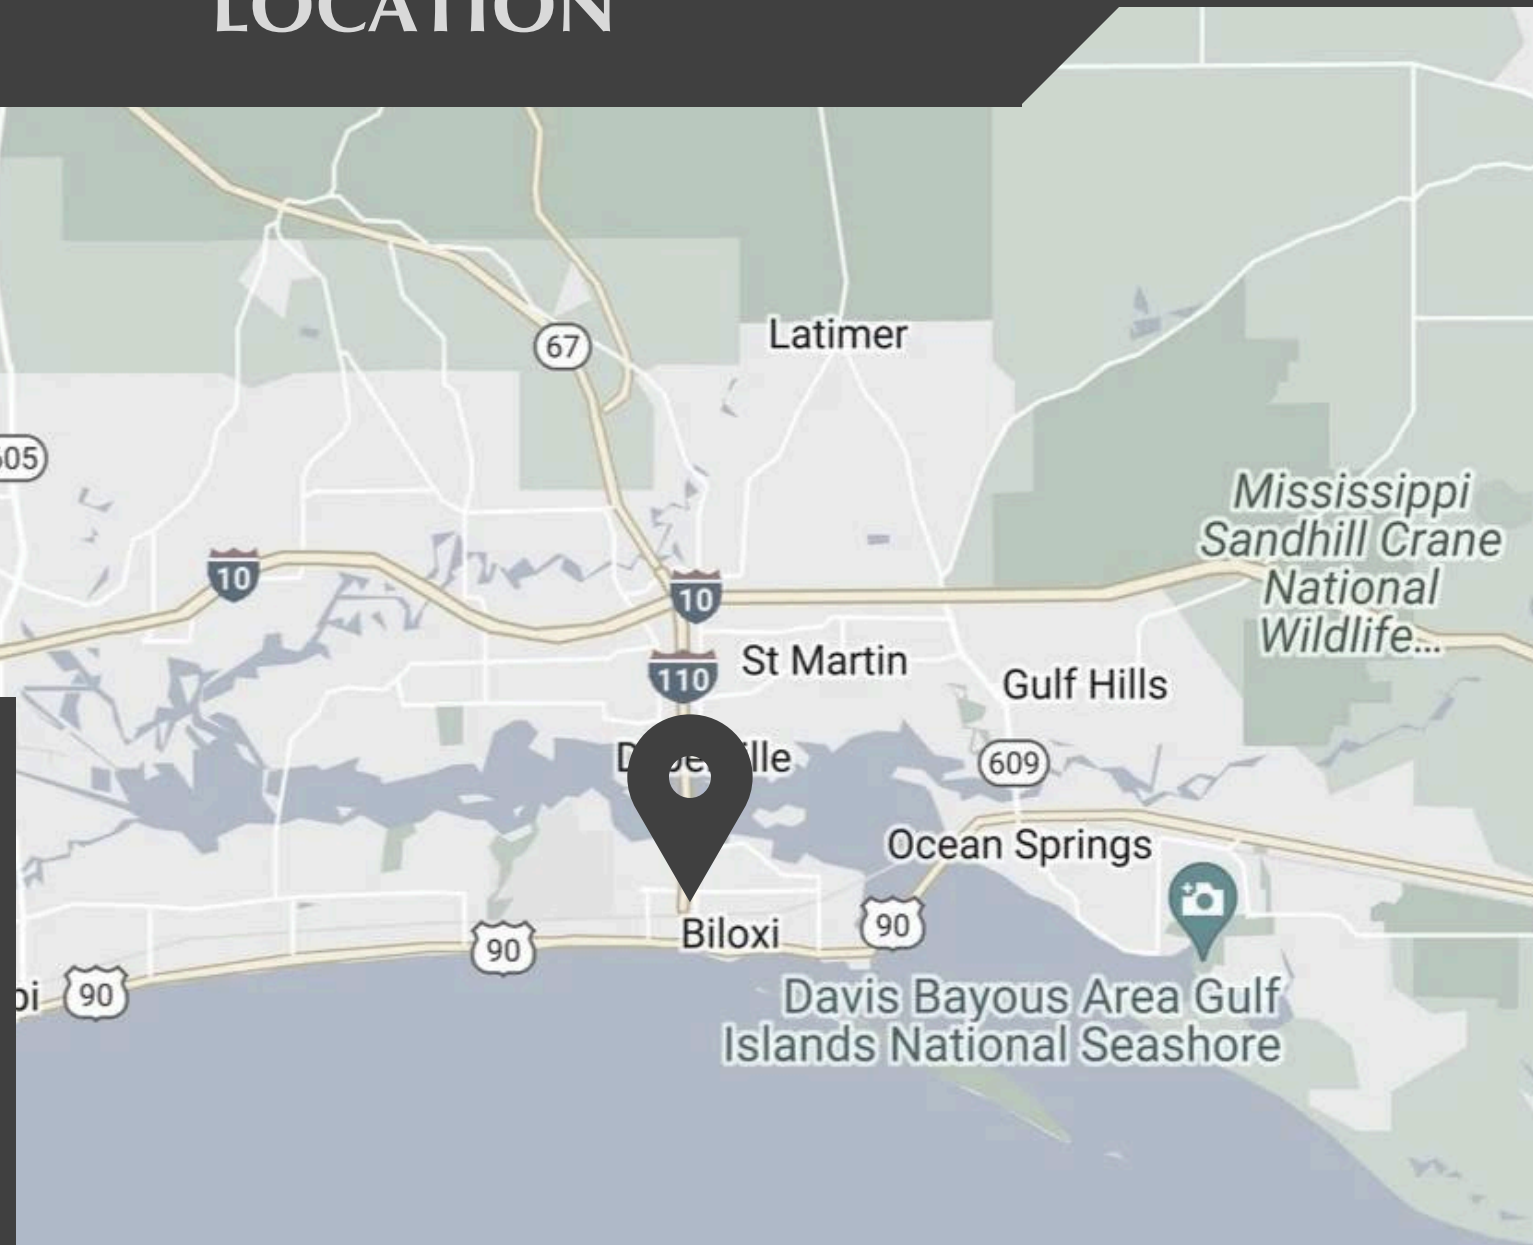 LOCATION
67
Latimer
605
Mississippi
Sandhill Crane
National
Wildlife...
10
10
110
St Martin
Gulf Hills
609
Ocean Springs
90
90
Biloxi
90
Davis Bayous Area Gulf
Islands National Seashore